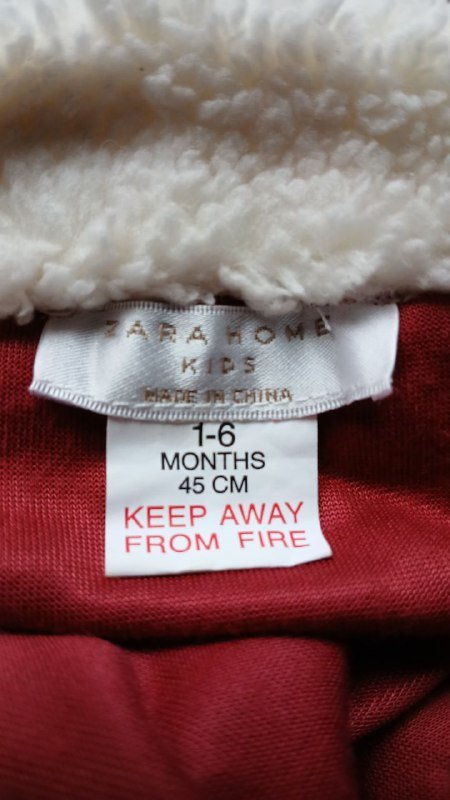 ZARA HOME
KIDS
MADE IN CHINA
1-6
MONTHS
45 CM
KEEP AWAY
FROM FIRE